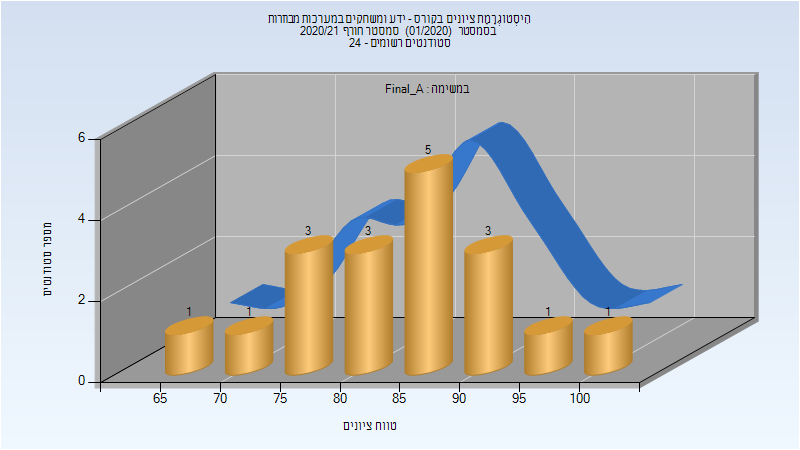 היסטוגרמת ציונים בקורס - ידע ומשחקים במערכות מבוזרות
בסמסטר (01/2020) סמסטר חורף 2020/21
סטודנטים רשומים - 24
במשימה : Final_A
6
4
2
0
מספר סטודנטים
1
1
3
3
5
3
1
1
65 70 75 80 85 90 95 100
טווח ציונים